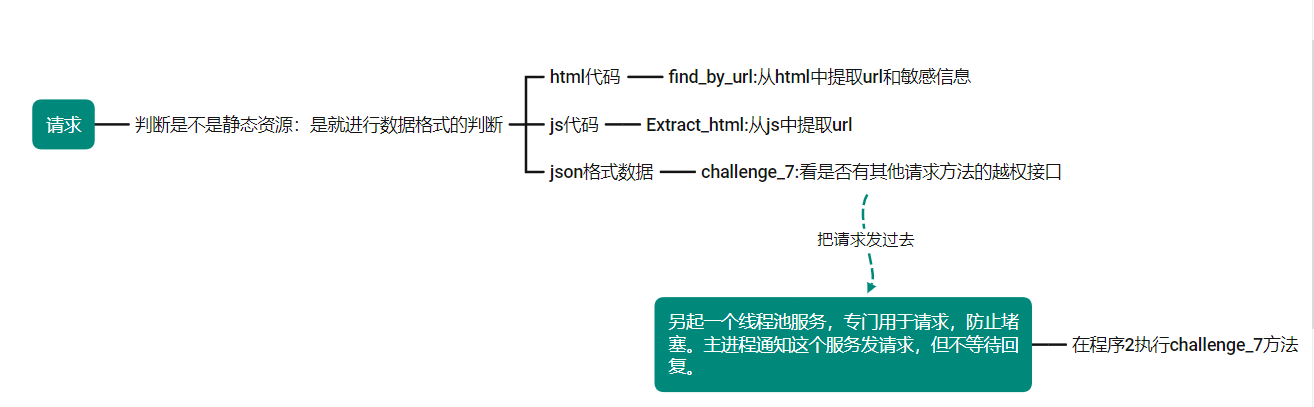 html代码
find_by_url:从html中提取url和敏感信息
请求
判断是不是静态资源：是就进行数据格式的判断
js代码
Extract_html:从js中提取url
json格式数据
challenge_7:看是否有其他请求方法的越权接口
把请求发过去
另起一个线程池服务，专门用于请求，防止堵
塞。主进程通知这个服务发请求，但不等待回
复。
在程序2执行challenge_7方法